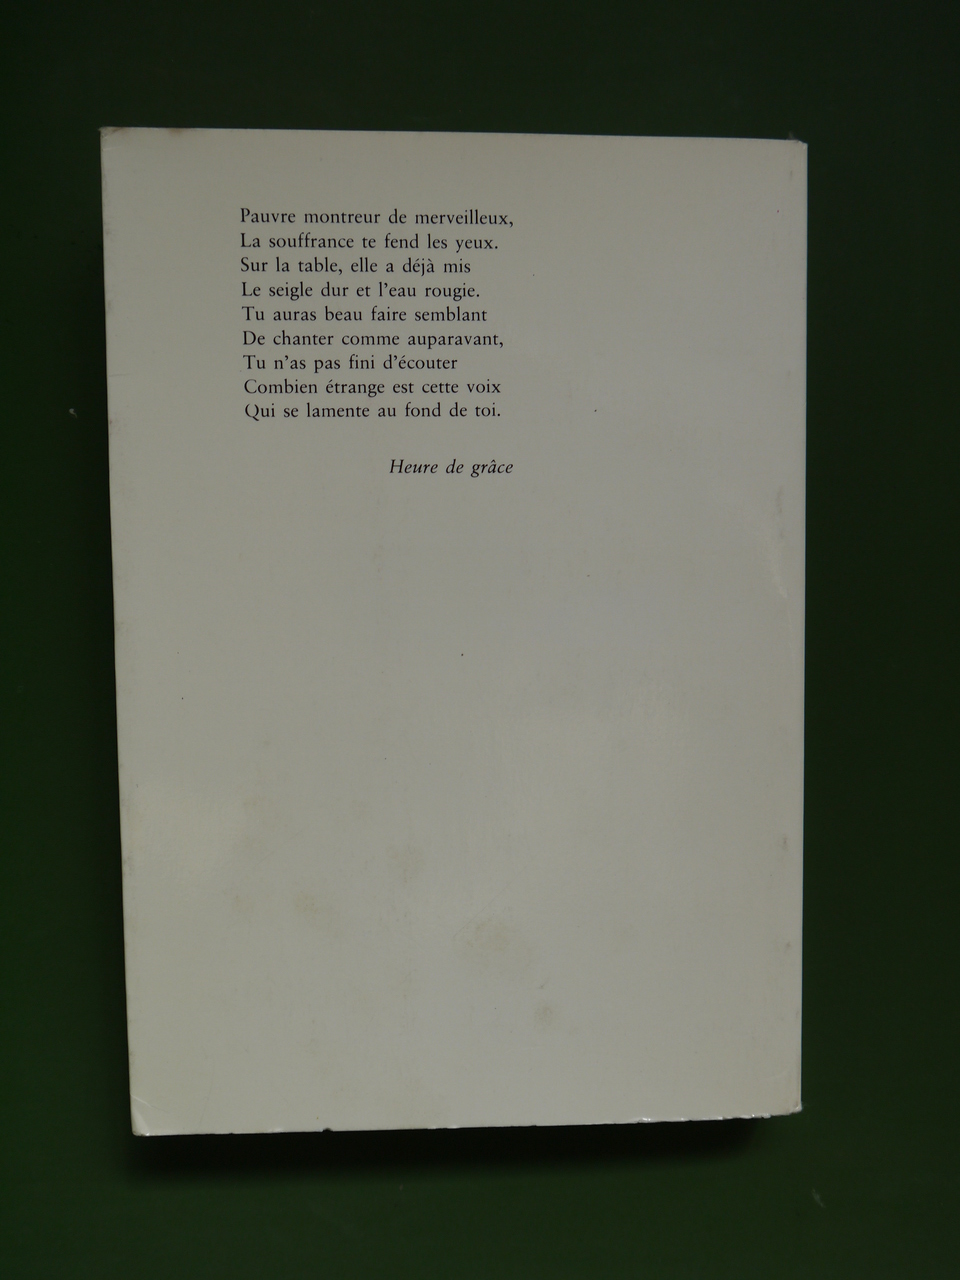 Pauvre montreur de merveilleux,
La souffrance te fend les yeux.
Sur la table, elle a déjà mis
Le seigle dur et l'eau rougie.
Tu auras beau faire semblant
De chanter comme auparavant,
Tu n'as pas fini d'écouter
Combien étrange est cette voix
Qui se lamente au fond de toi.
Heure de grâce